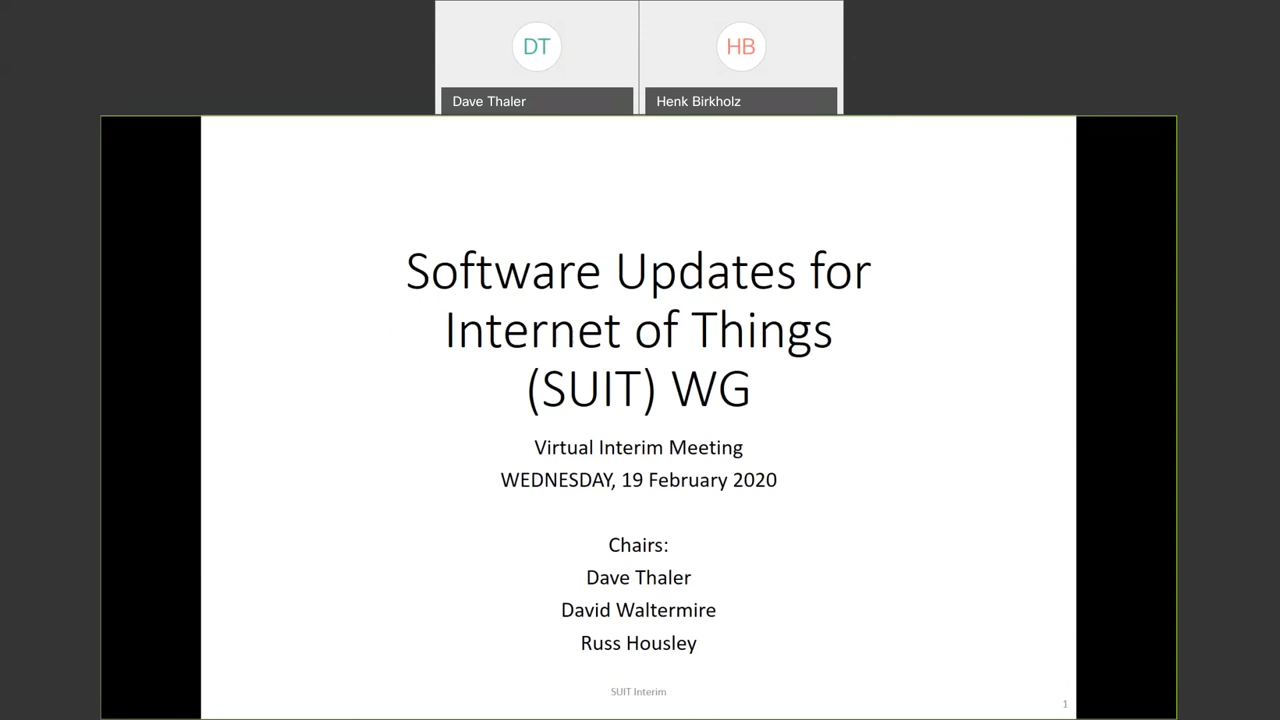 DT
HB
Dave Thaler
Henk Birkholz
Software Updates for
Internet of Things
(SUIT) WG
Virtual Interim Meeting
WEDNESDAY, 19 February 2020
Chairs:
Dave Thaler
David Waltermire
Russ Housley
SUIT Interim
1